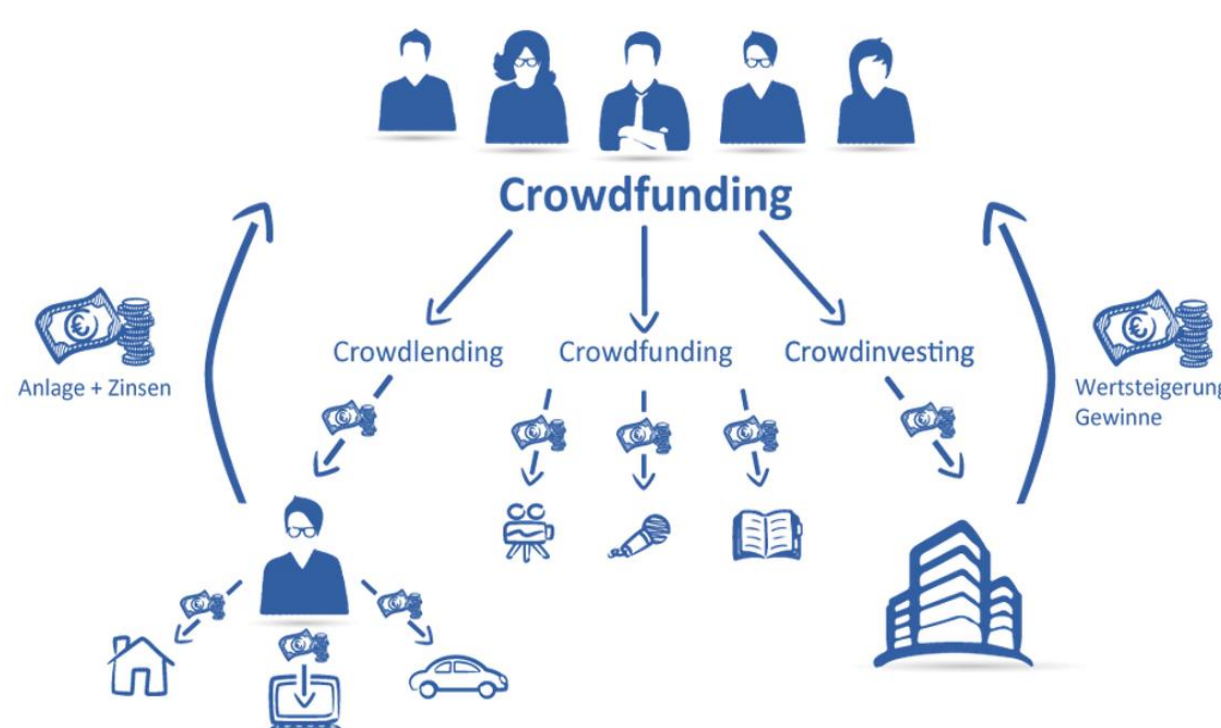 Crowdfunding
Crowdlending
Crowdfunding
Crowdinvesting
Anlage + Zinsen
Wertsteigerung
Gewinne